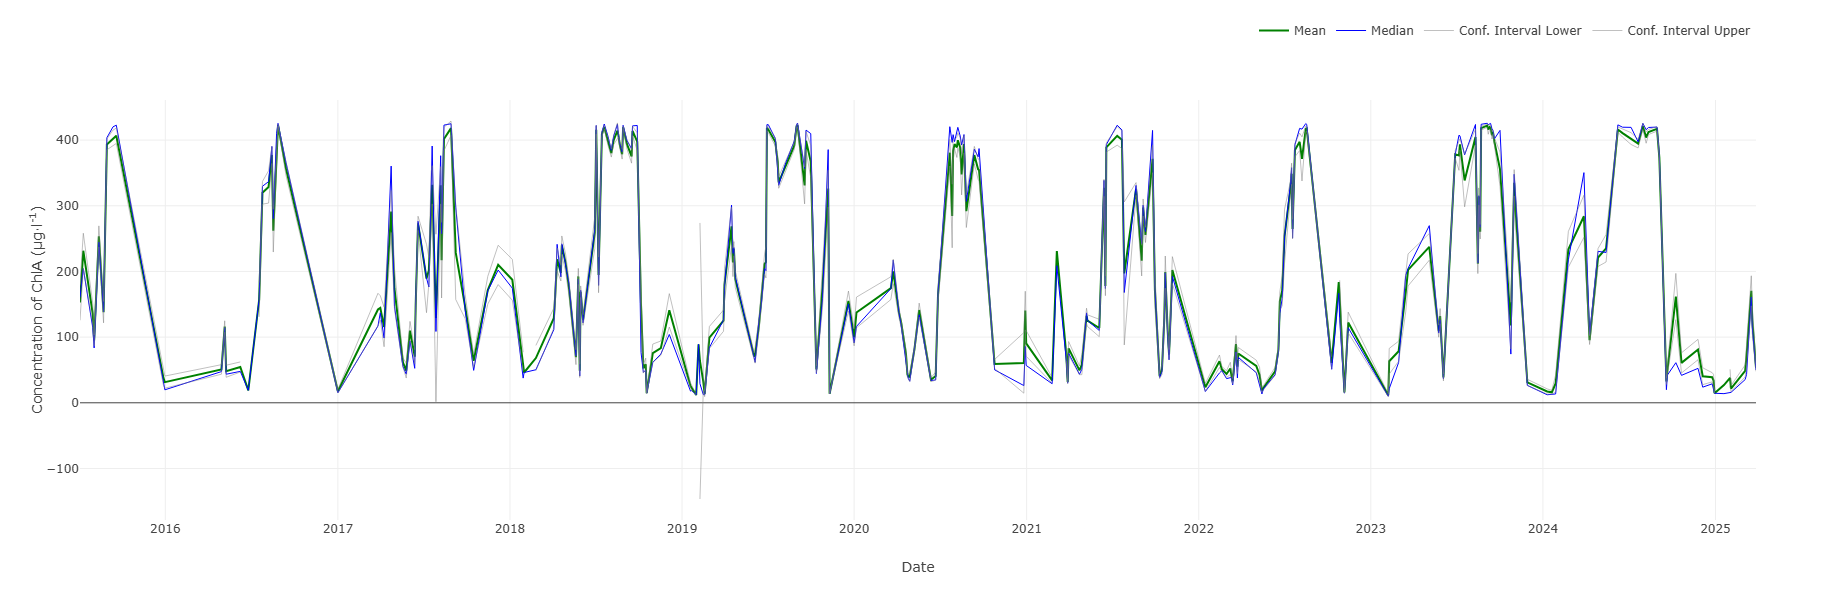 Mean Median Conf. Interval Lower Conf. Interval Upper
Concentration of ChlA (µg·l⁻¹)
400
300
200
100
0
−100
2016 2017 2018 2019 2020 2021 2022 2023 2024 2025
Date